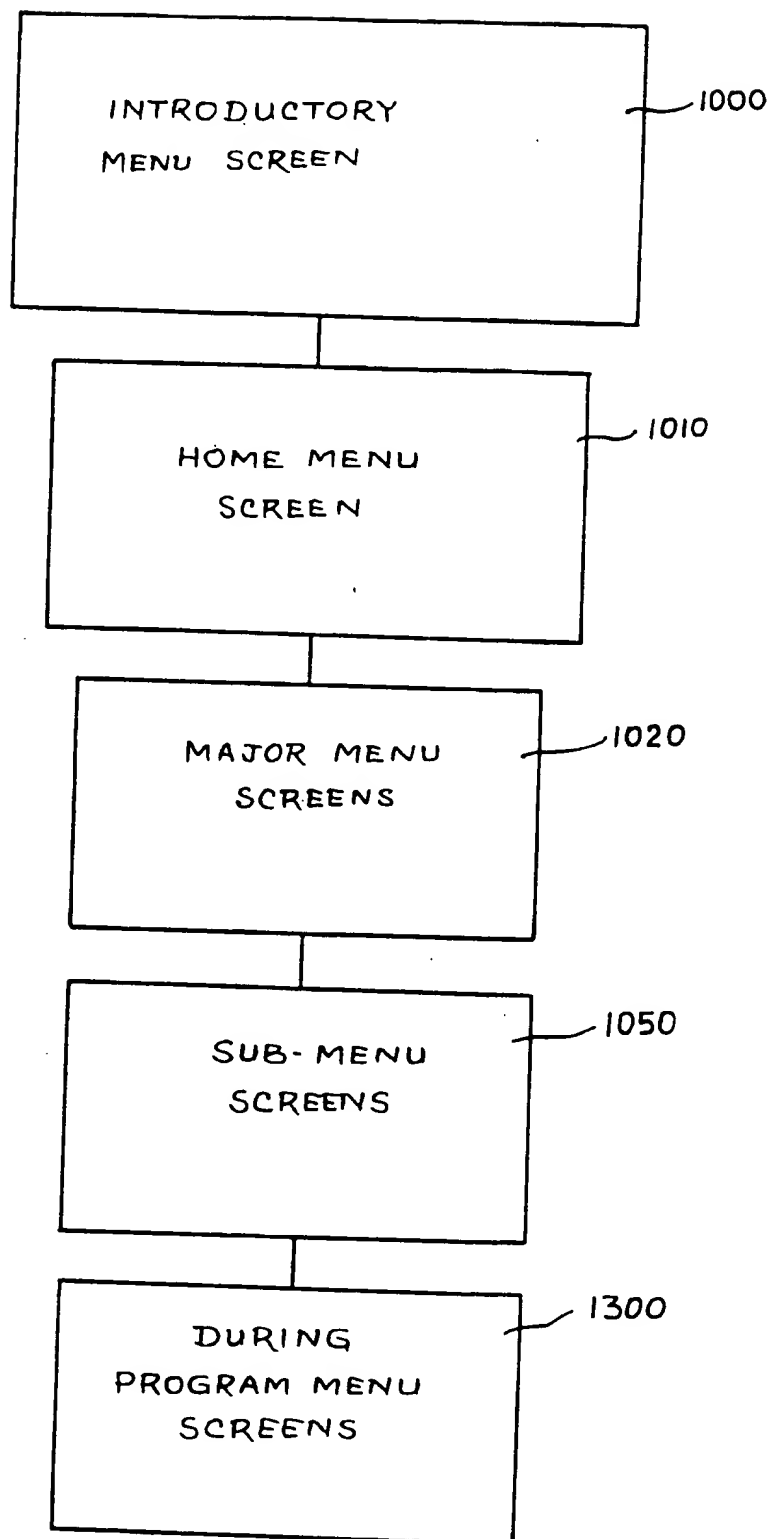 INTRODUCTORY
MENU SCREEN
1000
HOME MENU
SCREEN
1010
MAJOR MENU
SCREENS
1020
SUB-MENU
SCREENS
1050
DURING
PROGRAM MENU
SCREENS
1300